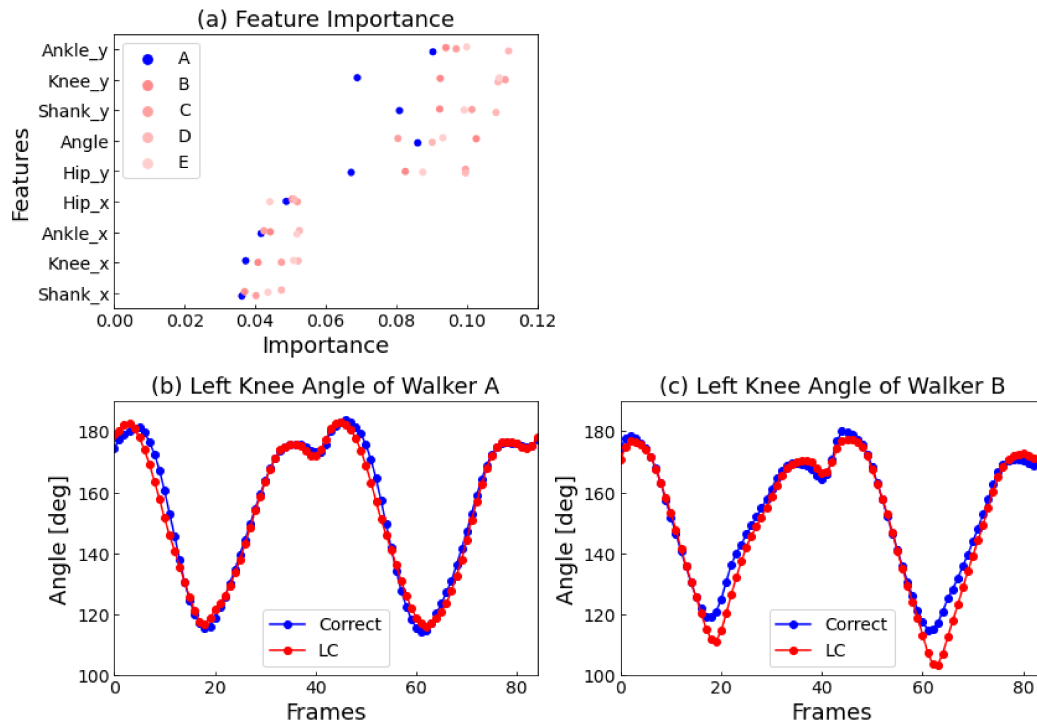 (a) Feature Importance
Features
Ankle_y
Knee_y
Shank_y
Angle
Hip_y
Hip_x
Ankle_x
Knee_x
Shank_x
A
B
C
D
E
0.00 0.02 0.04 0.06 0.08 0.10 0.12
Importance
(b) Left Knee Angle of Walker A
Angle [deg]
180
160
140
120
100
Correct
LC
0 20 40 60 80
Frames
(c) Left Knee Angle of Walker B
Angle [deg]
180
160
140
120
100
Correct
LC
0 20 40 60 80
Frames